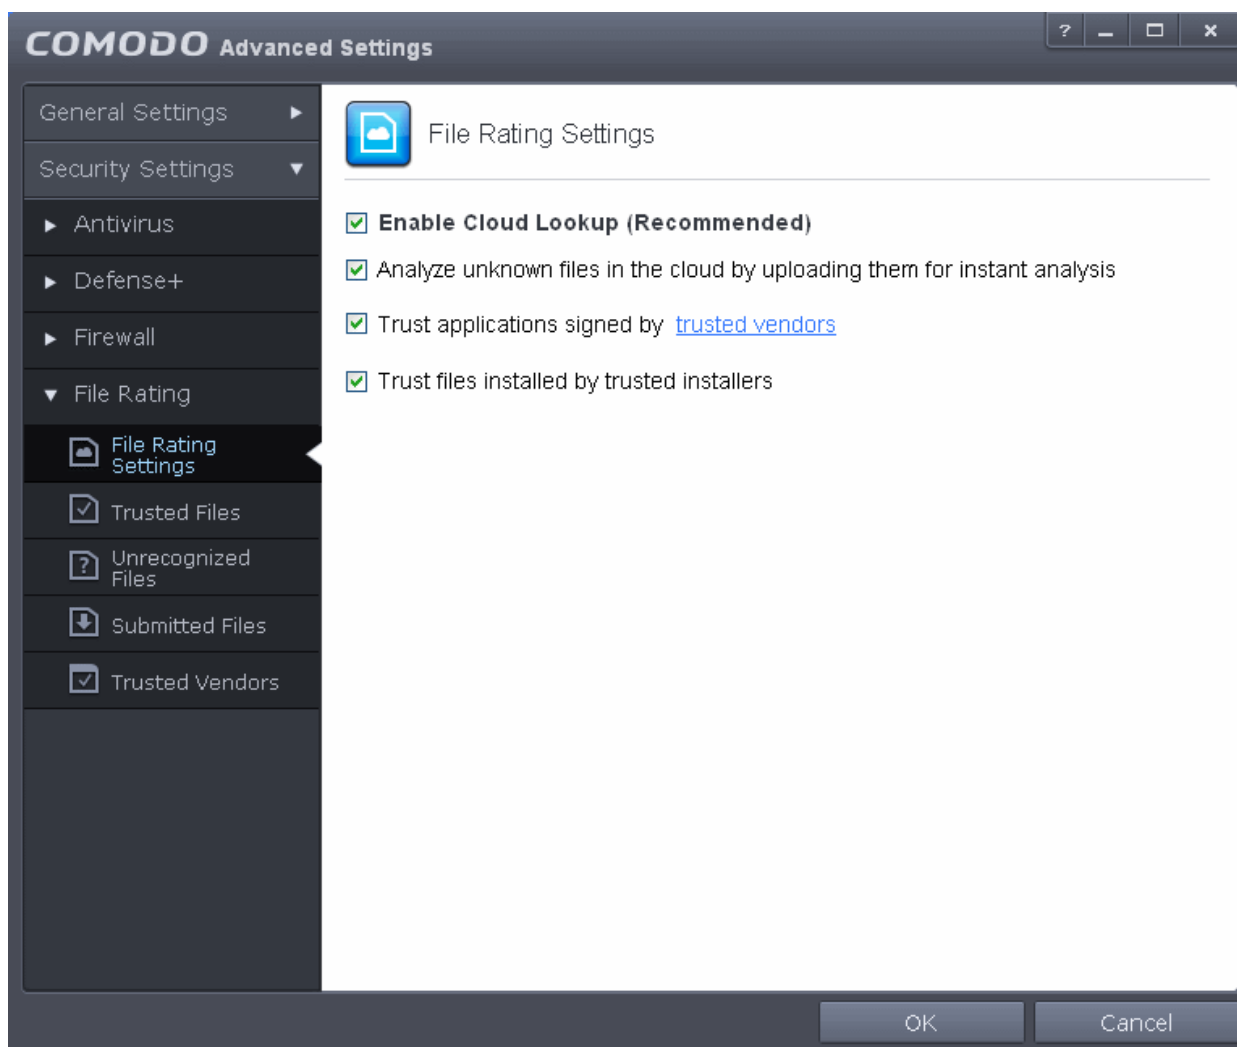 COMODO Advanced Settings
?
General Settings
Security Settings
Antivirus
Defense+
Firewall
File Rating
File Rating
Settings
Trusted Files
Unrecognized
Files
Submitted Files
Trusted Vendors
File Rating Settings
Enable Cloud Lookup (Recommended)
Analyze unknown files in the cloud by uploading them for instant analysis
Trust applications signed by trusted vendors
Trust files installed by trusted installers
OK
Cancel